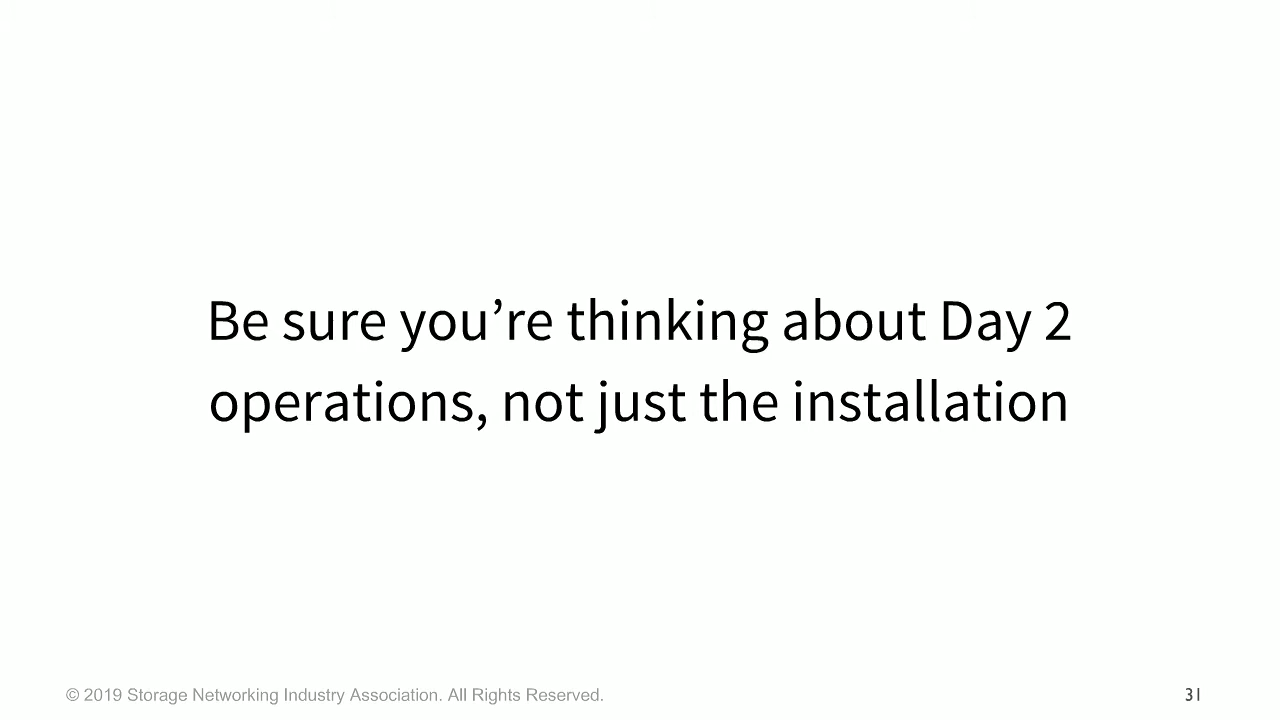 Be sure you’re thinking about Day 2
operations, not just the installation
© 2019 Storage Networking Industry Association. All Rights Reserved.
31